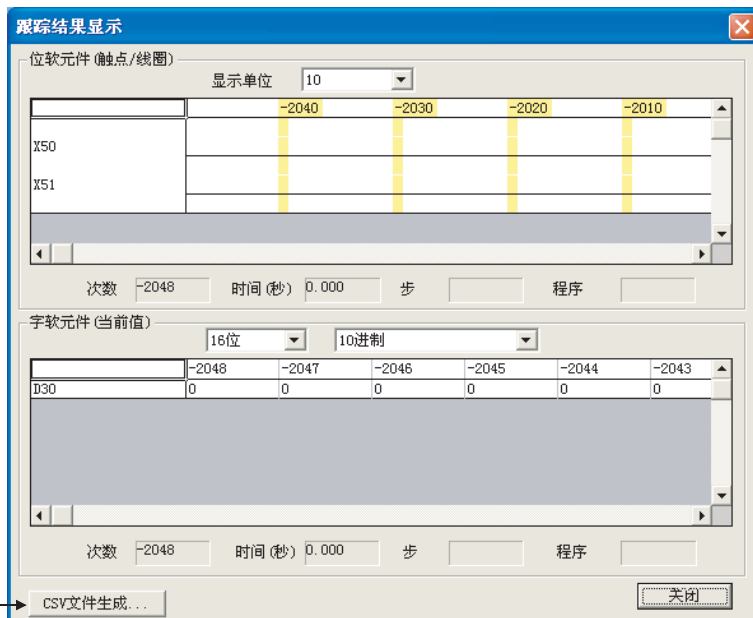 跟踪结果显示
位软元件(触点/线圈)
显示单位 10
-2040 -2030 -2020 -2010
X50
X51
次数 -2048 时间(秒) 0.000 步 程序
字软元件(当前值)
16位 10进制
-2048 -2047 -2046 -2045 -2044 -2043
D30 0 0 0 0 0 0
次数 -2048 时间(秒) 0.000 步 程序
CSV文件生成... 关闭